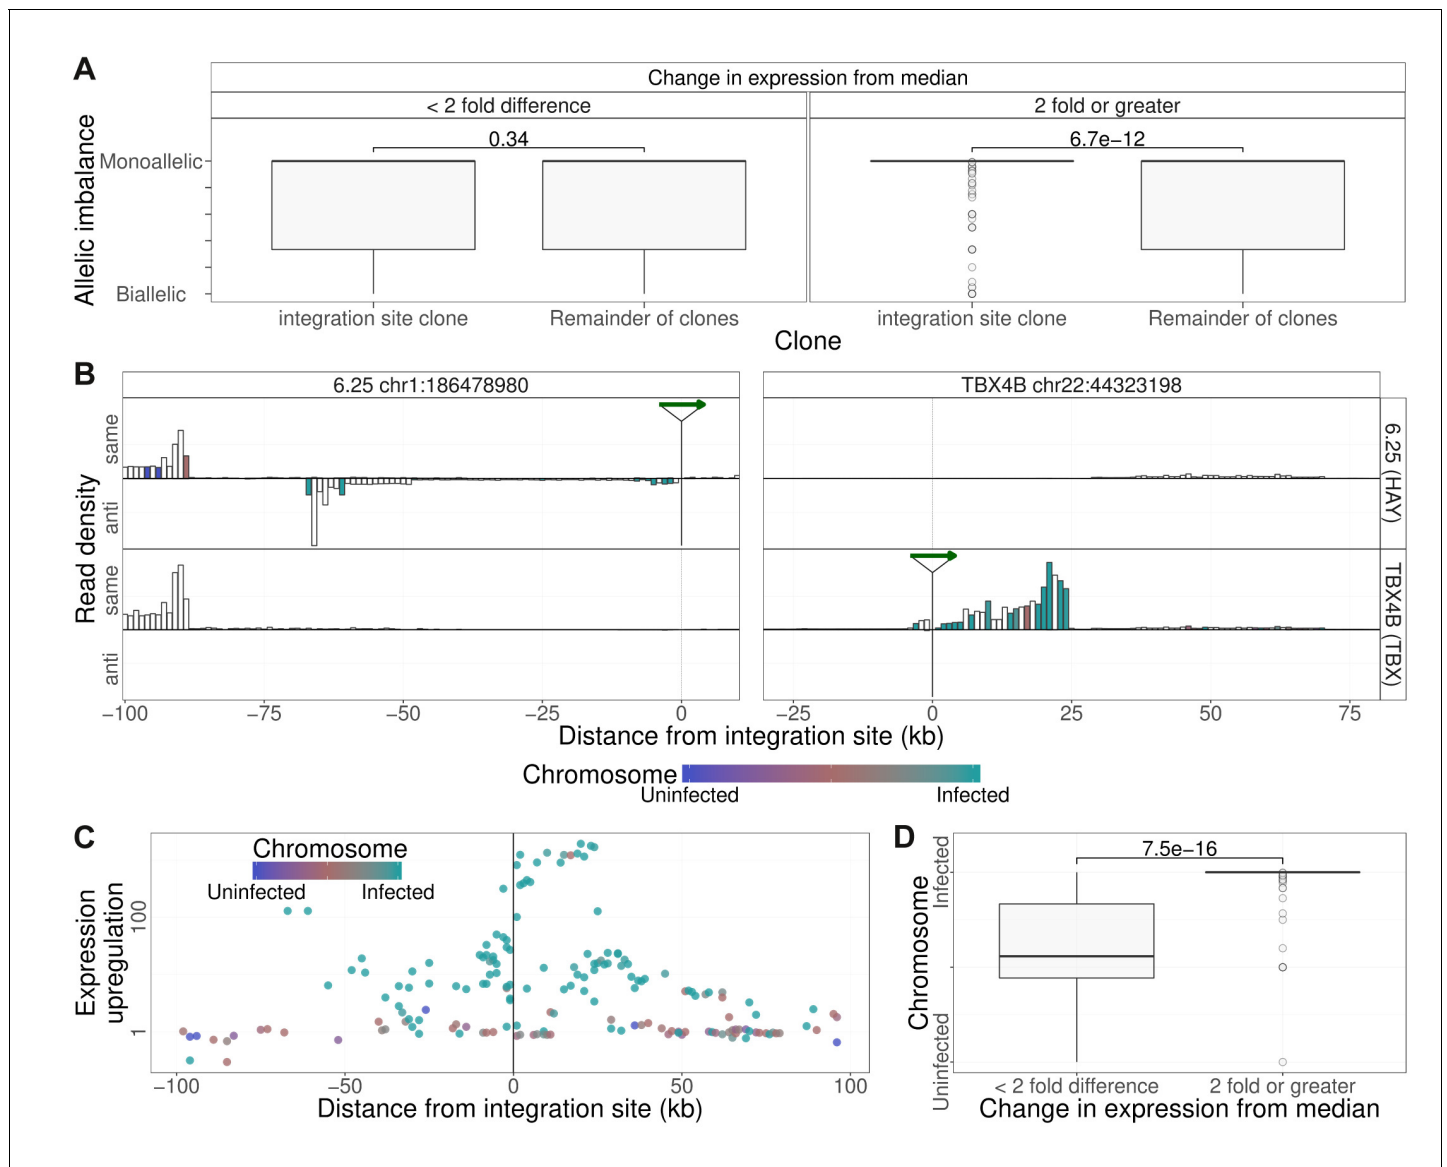 A
Change in expression from median
< 2 fold difference
2 fold or greater
Allelic imbalance
Monoallelic
Biallelic
0.34
6.7e−12
integration site clone
Remainder of clones
integration site clone
Remainder of clones
Clone
B
6.25 chr1:186478980
TBX4B chr22:44323198
Read density
same
anti
same
anti
6.25 (HAY)
TBX4B (TBX)
−100
−75
−50
−25
0
−25
0
25
50
75
Distance from integration site (kb)
Chromosome
Uninfected
Infected
C
Chromosome
Uninfected
Infected
Expression
upregulation
100
1
−100
−50
0
50
100
Distance from integration site (kb)
D
7.5e−16
Chromosome
Infected
Uninfected
< 2 fold difference
2 fold or greater
Change in expression from median